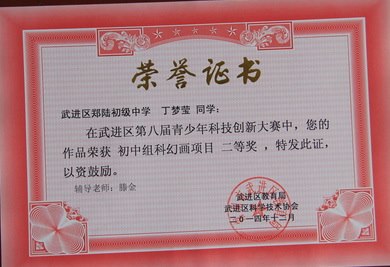 荣誉证书
武进区郑陆初级中学 丁梦莹 同学:
在武进区第八届青少年科技创新大赛中,您的
作品荣获 初中组科幻画项目 二等奖,特发此证,
以资鼓励。
辅导老师:滕金
武进区教育局
武进区科学技术协会
二0一四年十二月